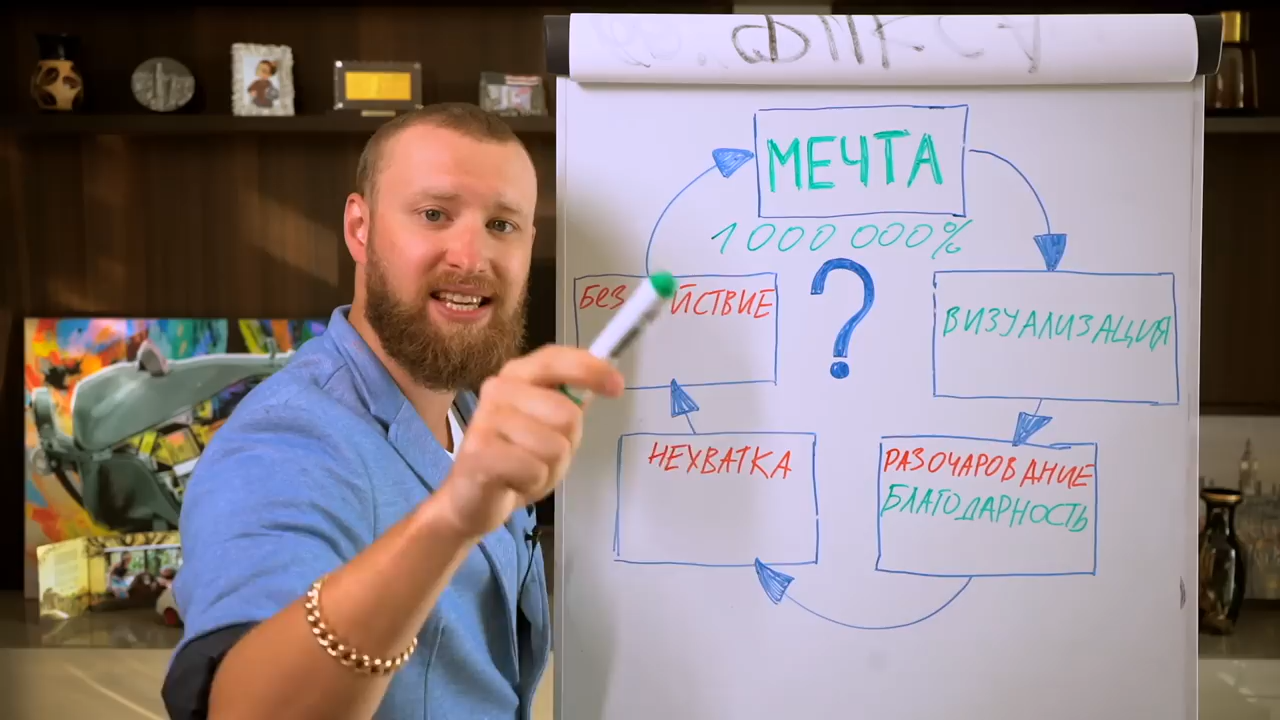 МЕЧТА
1 000 000%
ВИЗУАЛИЗАЦИЯ
РАЗОЧАРОВАНИЕ
БЛАГОДАРНОСТЬ
НЕХВАТКА
?